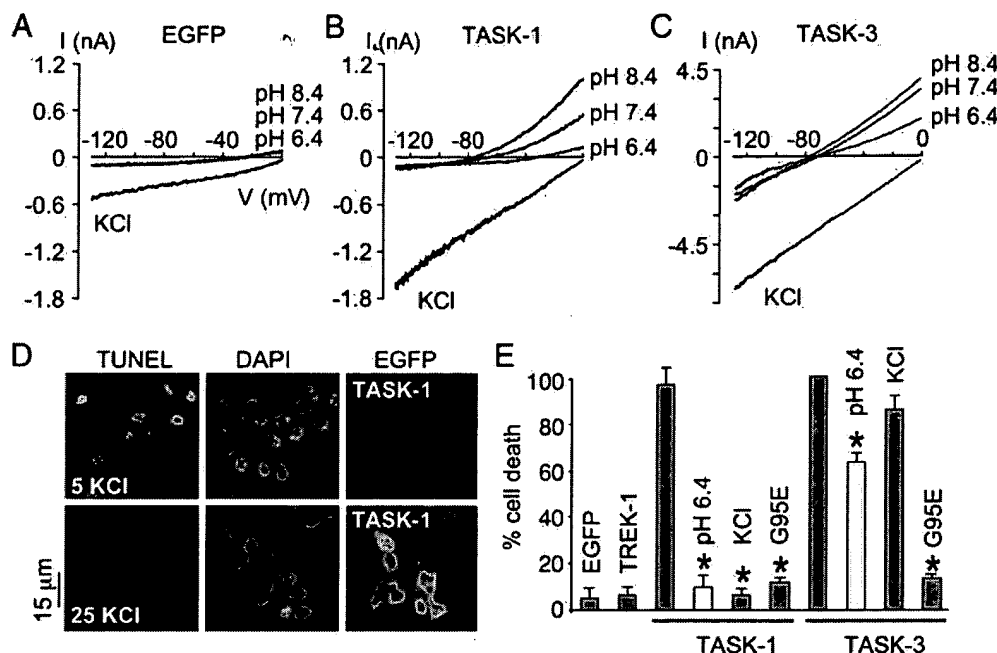 A
I (nA)
EGFP
1.2
0.6
pH 8.4
pH 7.4
pH 6.4
-120
-80
-40
0
-0.6
V (mV)
KCl
-1.2
-1.8
B
I (nA)
TASK-1
1.2
0.6
pH 8.4
pH 7.4
pH 6.4
-120
-80
-40
0
-0.6
-1.2
-1.8
KCl
C
I (nA)
TASK-3
4.5
pH 8.4
pH 7.4
pH 6.4
-120
-80
0
0
-4.5
KCl
D
TUNEL
DAPI
EGFP
TASK-1
5 KCl
TASK-1
25 KCl
15 µm
E
% cell death
100
80
60
40
20
0
EGFP
TREK-1
* pH 6.4
* KCl
* G95E
* pH 6.4
KCl
* G95E
TASK-1
TASK-3